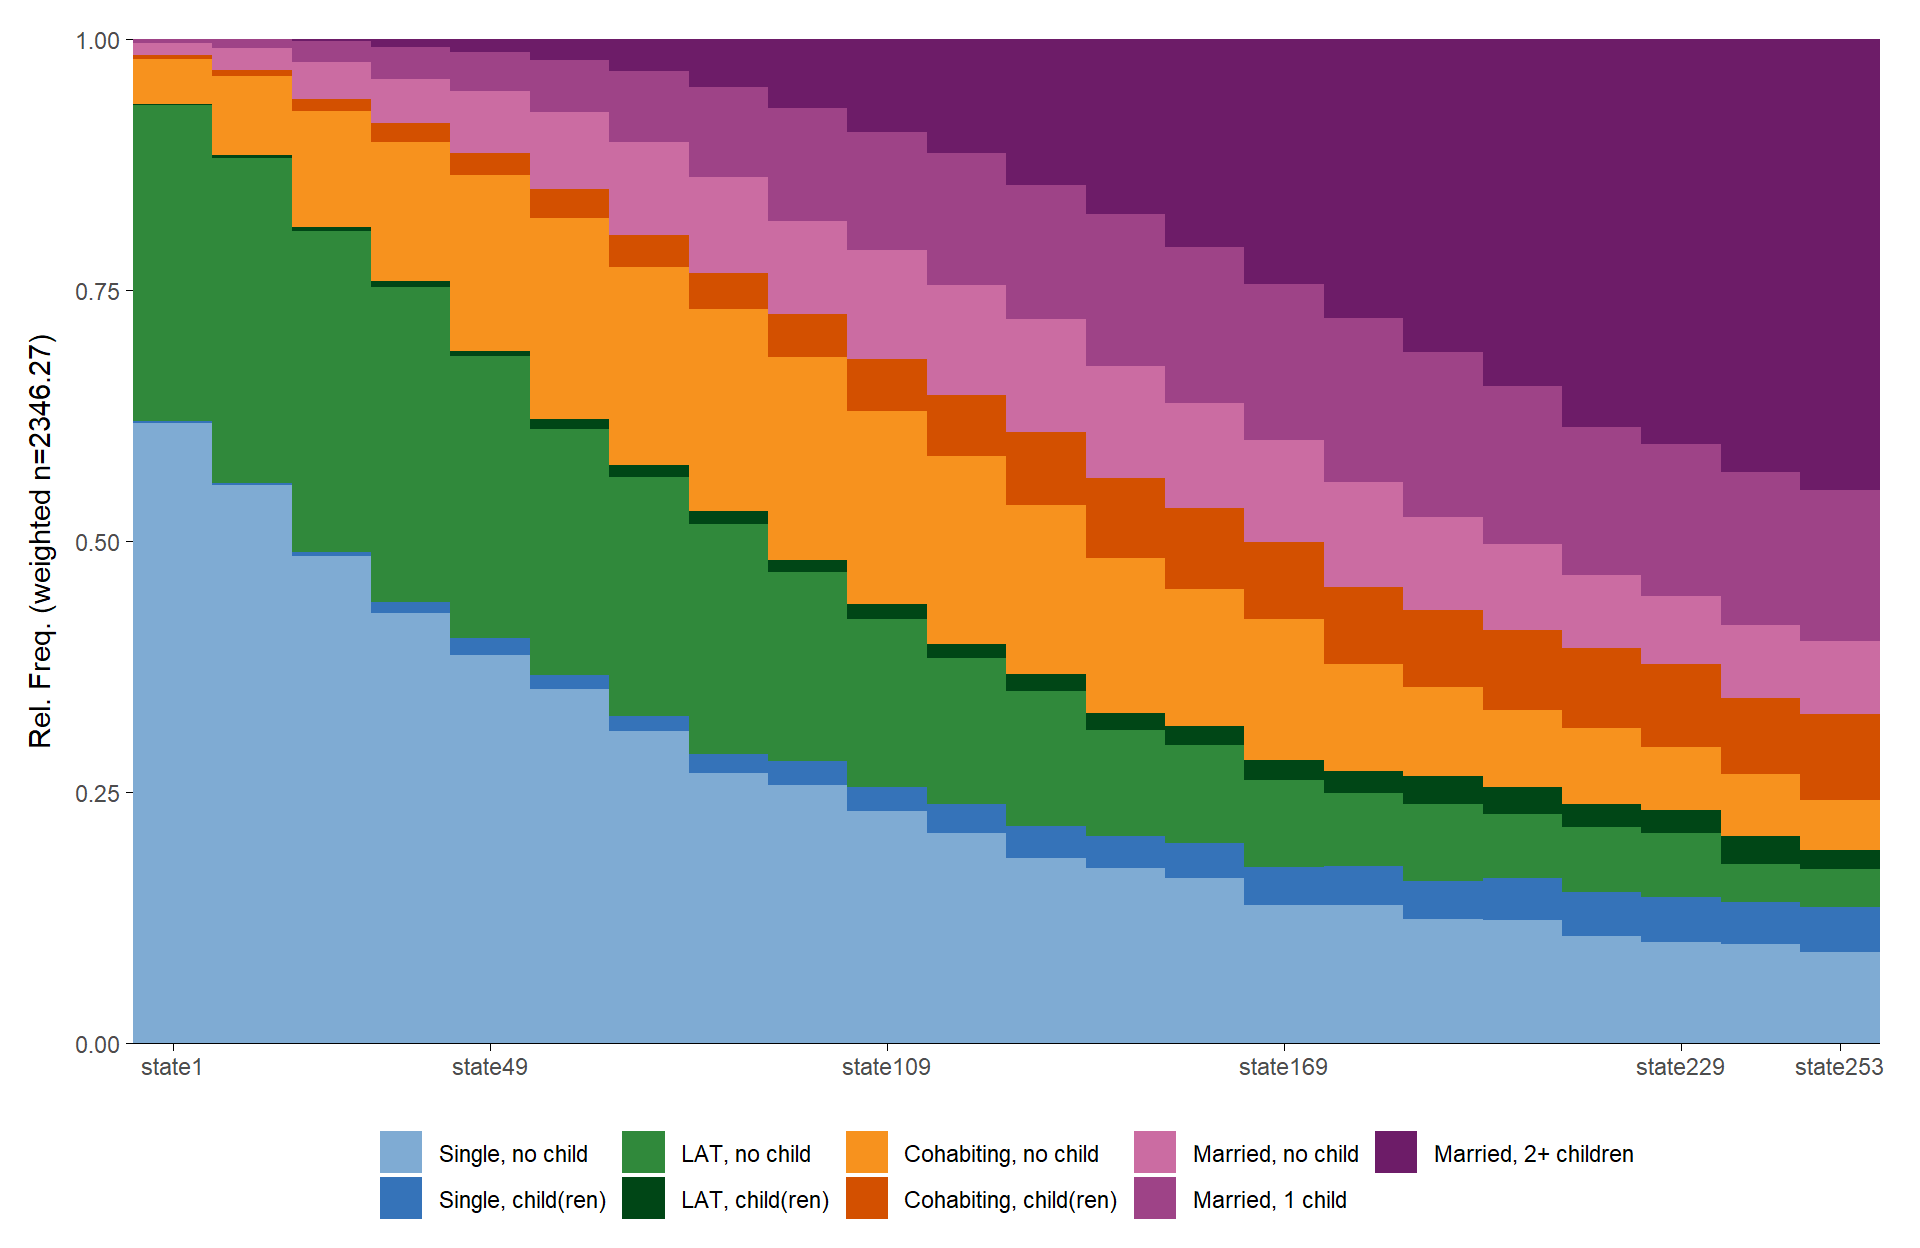 Rel. Freq. (weighted n=2346.27)
1.00
0.75
0.50
0.25
0.00
state1 state49 state109 state169 state229 state253
Single, no child LAT, no child Cohabiting, no child Married, no child Married, 2+ children
Single, child(ren) LAT, child(ren) Cohabiting, child(ren) Married, 1 child